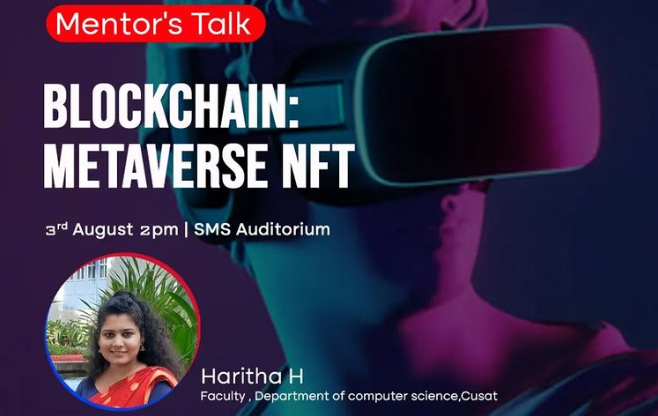 Mentor's Talk
BLOCKCHAIN:
METAVERSE NFT
3rd August 2pm | SMS Auditorium
Haritha H
Faculty , Department of computer science,Cusat